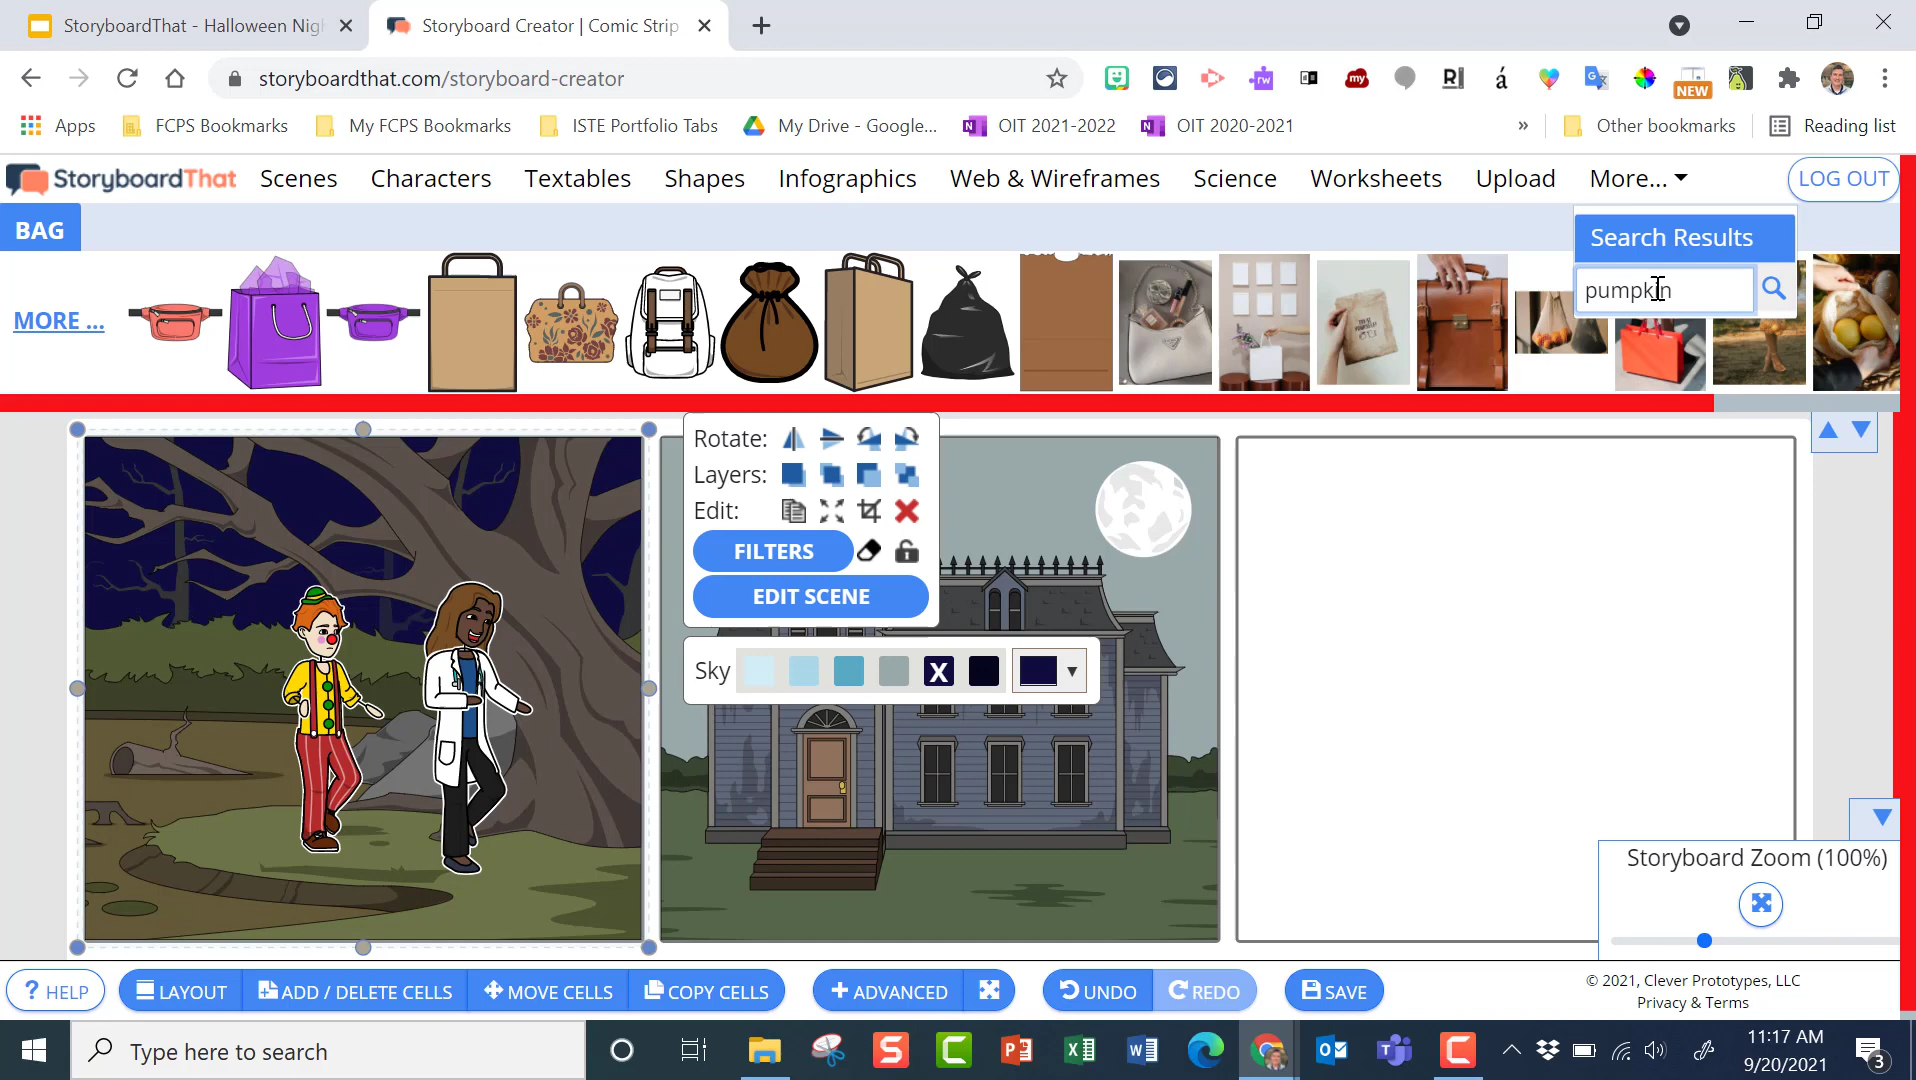 StoryboardThat - Halloween Nigh
Storyboard Creator | Comic Strip
storyboardthat.com/storyboard-creator
rw
my
á
NEW
Apps
FCPS Bookmarks
My FCPS Bookmarks
ISTE Portfolio Tabs
My Drive - Google...
OIT 2021-2022
OIT 2020-2021
»
Other bookmarks
Reading list
StoryboardThat
Scenes
Characters
Textables
Shapes
Infographics
Web & Wireframes
Science
Worksheets
Upload
More...
LOG OUT
BAG
Search Results
pumpkin
MORE ...
Rotate:
Layers:
Edit:
FILTERS
EDIT SCENE
Sky
X
Storyboard Zoom (100%)
? HELP
LAYOUT
ADD / DELETE CELLS
MOVE CELLS
COPY CELLS
+ ADVANCED
UNDO
REDO
SAVE
© 2021, Clever Prototypes, LLC
Privacy & Terms
Type here to search
11:17 AM
9/20/2021
3